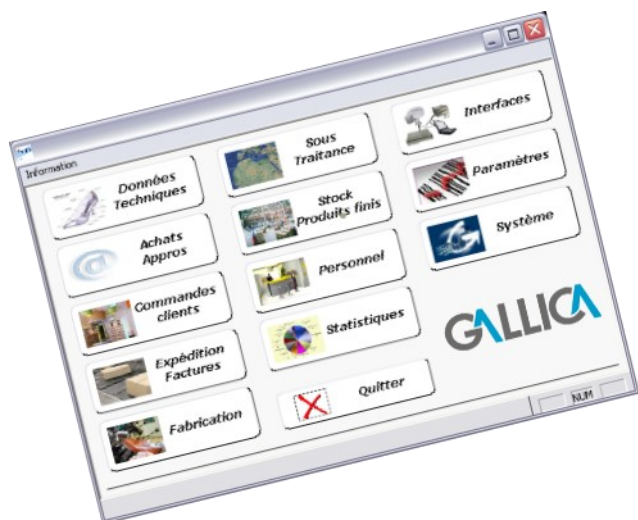 Information
Données
Techniques
Achats
Appros
Commandes
clients
Expédition
Factures
Fabrication
Sous
Traitance
Stock
Produits finis
Personnel
Statistiques
Quitter
Interfaces
Paramètres
Système
GALLICA
NUM